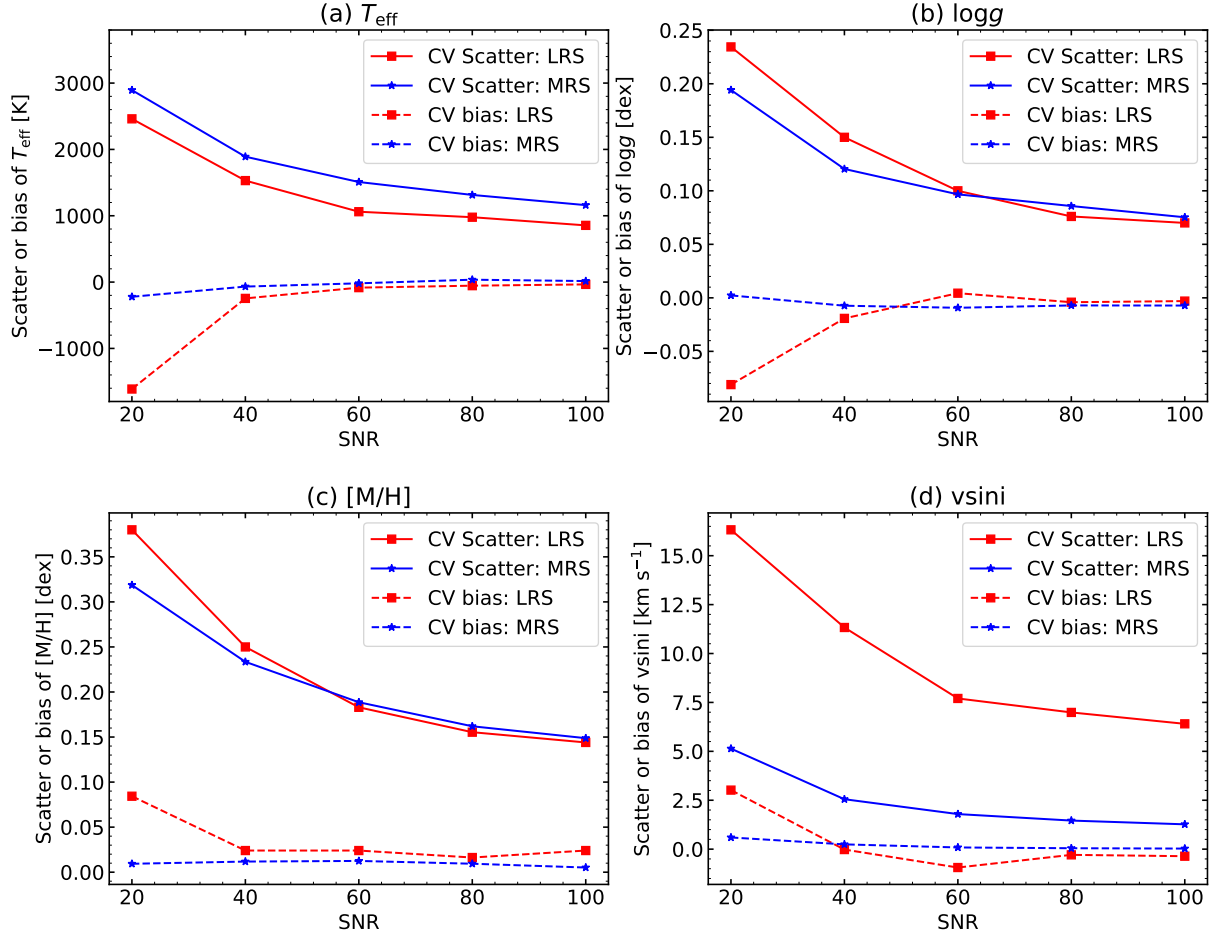 (a) T_eff
Scatter or bias of T_eff [K]
3000
2000
1000
0
−1000
20 40 60 80 100
SNR
CV Scatter: LRS
CV Scatter: MRS
CV bias: LRS
CV bias: MRS
(b) logg
Scatter or bias of logg [dex]
0.25
0.20
0.15
0.10
0.05
0.00
−0.05
20 40 60 80 100
SNR
CV Scatter: LRS
CV Scatter: MRS
CV bias: LRS
CV bias: MRS
(c) [M/H]
Scatter or bias of [M/H] [dex]
0.35
0.30
0.25
0.20
0.15
0.10
0.05
0.00
20 40 60 80 100
SNR
CV Scatter: LRS
CV Scatter: MRS
CV bias: LRS
CV bias: MRS
(d) vsini
Scatter or bias of vsini [km s⁻¹]
15.0
12.5
10.0
7.5
5.0
2.5
0.0
20 40 60 80 100
SNR
CV Scatter: LRS
CV Scatter: MRS
CV bias: LRS
CV bias: MRS